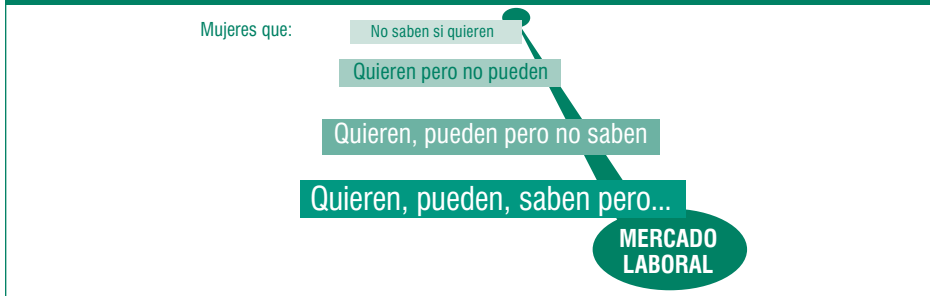 Mujeres que:
No saben si quieren
Quieren pero no pueden
Quieren, pueden pero no saben
Quieren, pueden, saben pero...
MERCADO
LABORAL